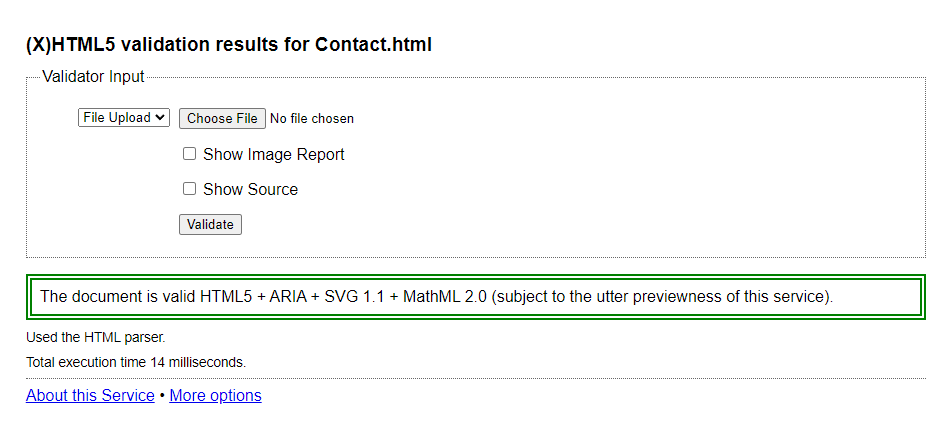 (X)HTML5 validation results for Contact.html
Validator Input
File Upload Choose File No file chosen
Show Image Report
Show Source
Validate
The document is valid HTML5 + ARIA + SVG 1.1 + MathML 2.0 (subject to the utter previewness of this service).
Used the HTML parser.
Total execution time 14 milliseconds.
About this Service • More options